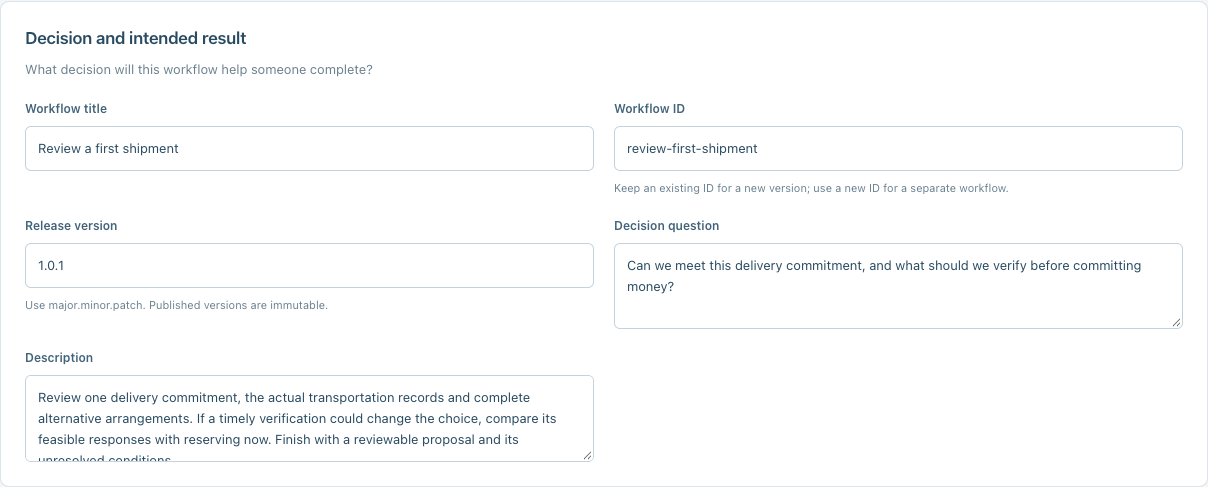 Decision and intended result
What decision will this workflow help someone complete?
Workflow title
Workflow ID
Review a first shipment
review-first-shipment
Keep an existing ID for a new version; use a new ID for a separate workflow.
Release version
Decision question
1.0.1
Can we meet this delivery commitment, and what should we verify before committing
money?
Use major.minor.patch. Published versions are immutable.
Description
Review one delivery commitment, the actual transportation records and complete
alternative arrangements. If a timely verification could change the choice, compare its
feasible responses with reserving now. Finish with a reviewable proposal and its
unresolved conditions.